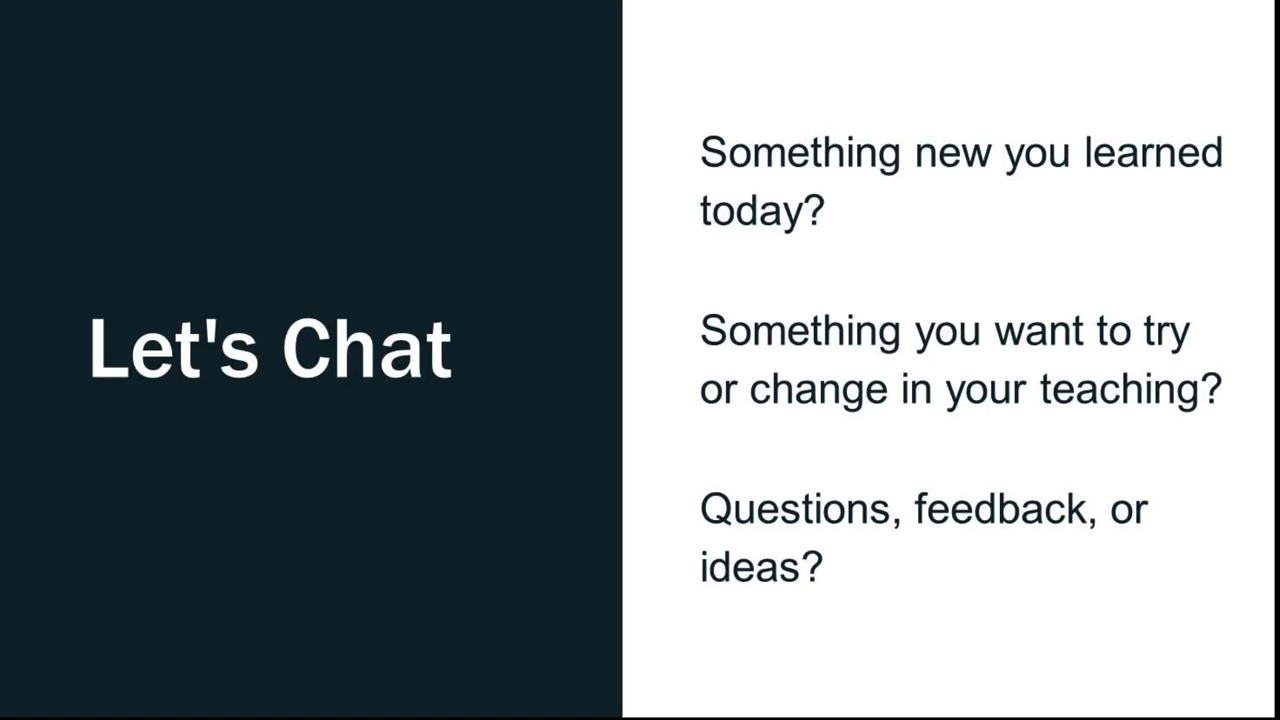 Let's Chat
Something new you learned
today?
Something you want to try
or change in your teaching?
Questions, feedback, or
ideas?